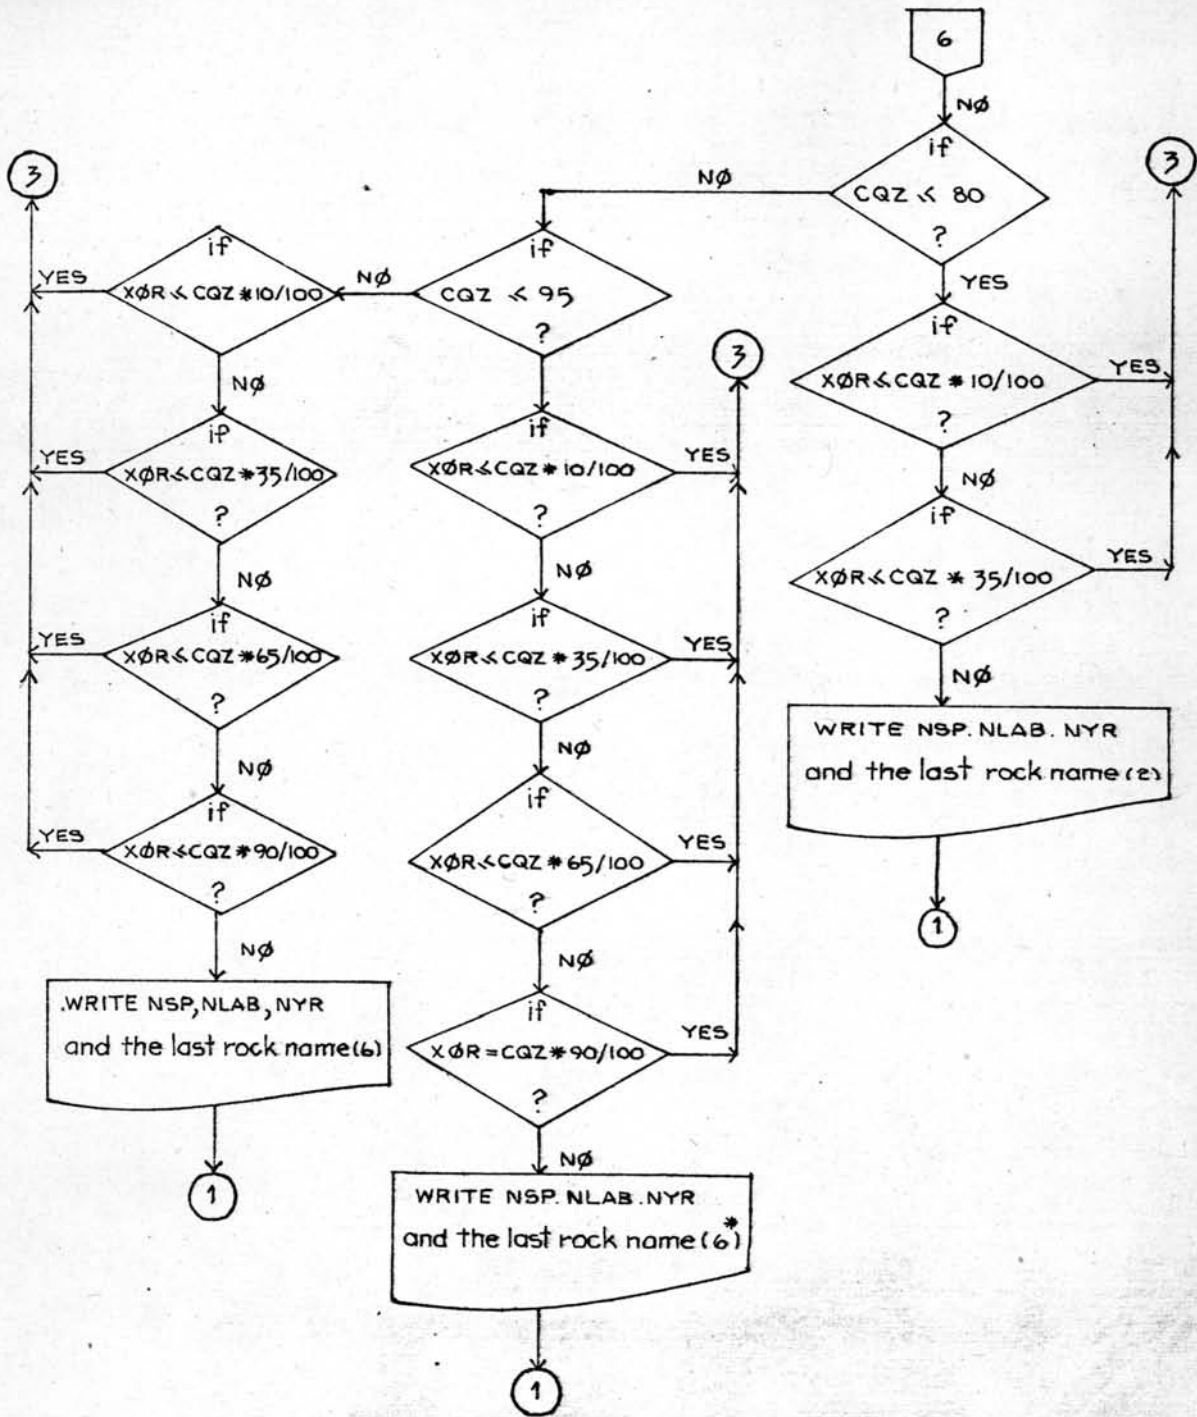 6
NØ
if
CQZ ≤ 80
?
NØ
YES
3
if
XØR ≤ CQZ * 10/100
?
YES
NØ
if
XØR ≤ CQZ * 35/100
?
YES
NØ
WRITE NSP. NLAB. NYR
and the last rock name (2)
1
if
CQZ ≤ 95
?
NØ
3
if
XØR ≤ CQZ * 10/100
?
YES
NØ
if
XØR ≤ CQZ * 35/100
?
YES
NØ
if
XØR ≤ CQZ * 65/100
?
YES
NØ
if
XØR = CQZ * 90/100
?
YES
NØ
WRITE NSP. NLAB. NYR
and the last rock name (6)*
1
3
if
XØR ≤ CQZ * 10/100
YES
NØ
if
XØR ≤ CQZ * 35/100
?
YES
NØ
if
XØR ≤ CQZ * 65/100
?
YES
NØ
if
XØR ≤ CQZ * 90/100
?
YES
NØ
.WRITE NSP, NLAB, NYR
and the last rock name (6)
1